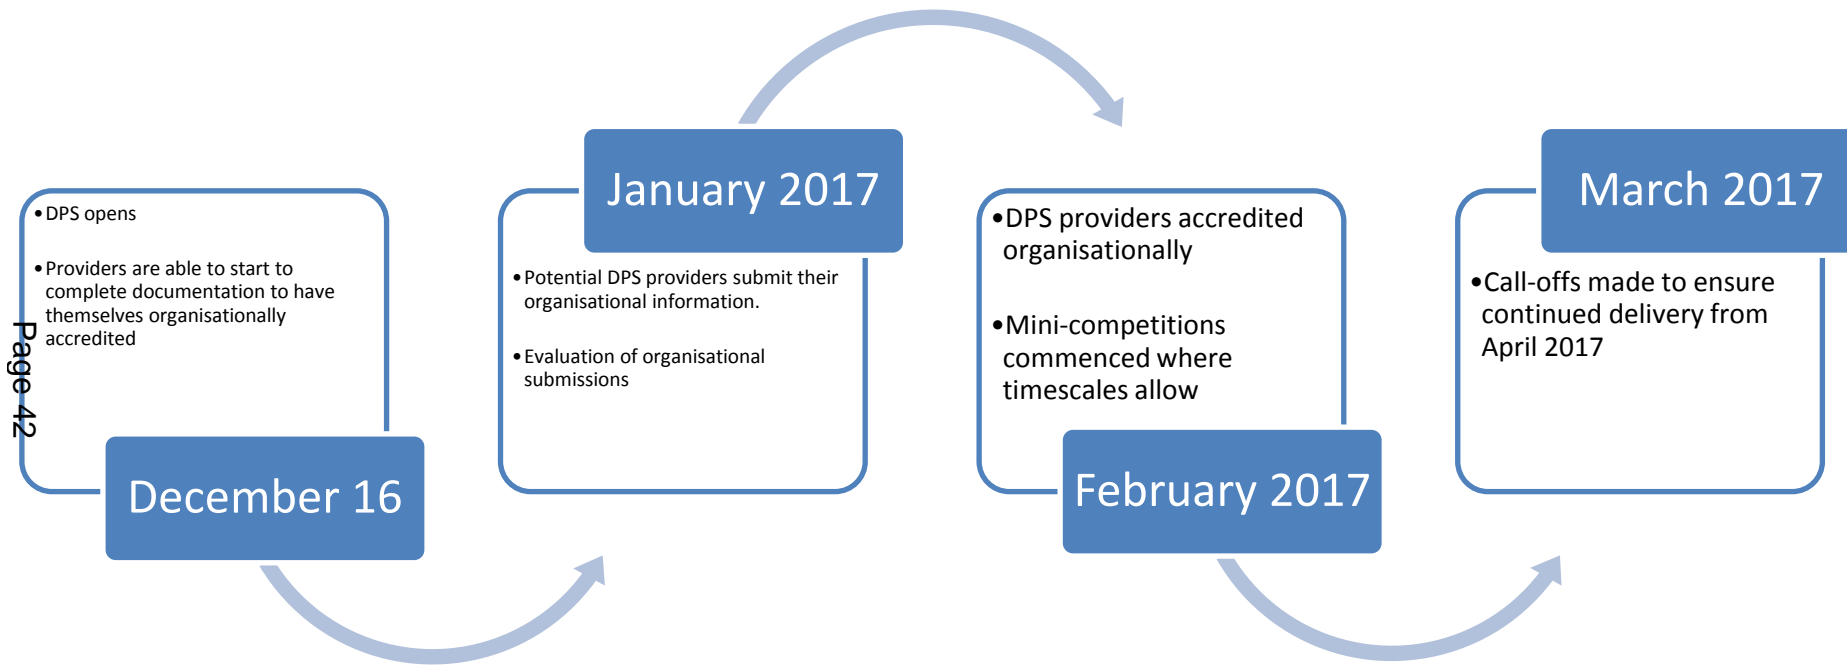 •DPS opens
•Providers are able to start to
complete documentation to have
themselves organisationally
accredited
December 16
January 2017
•Potential DPS providers submit their
organisational information.
•Evaluation of organisational
submissions
•DPS providers accredited
organisationally
•Mini-competitions
commenced where
timescales allow
February 2017
March 2017
•Call-offs made to ensure
continued delivery from
April 2017
Page 42